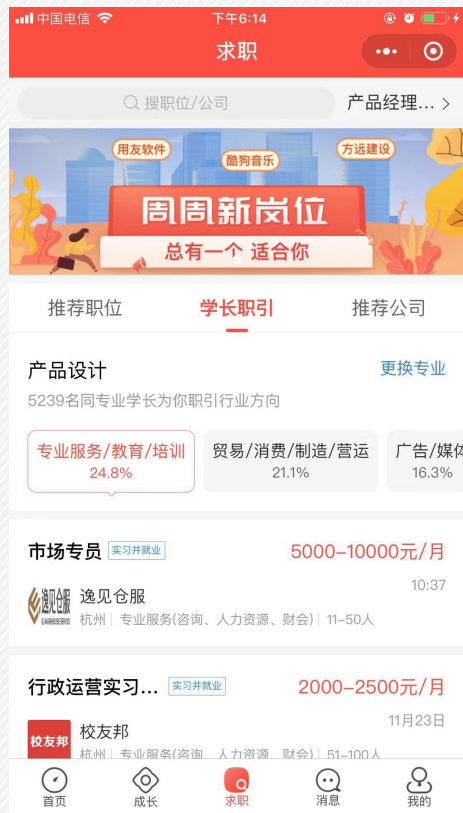 中国电信 下午6:14
求职
搜职位/公司 产品经理... >
用友软件 酷狗音乐 方远建设
周周新岗位
总有一个 适合你
推荐职位 学长职引 推荐公司
产品设计 更换专业
5239名同专业学长为你职引行业方向
专业服务/教育/培训 贸易/消费/制造/营运 广告/媒体
24.8% 21.1% 16.3%
市场专员 实习并就业 5000-10000元/月
10:37
逸见仓服 逸见仓服
杭州 | 专业服务(咨询、人力资源、财会) | 11-50人
行政运营实习... 实习并就业 2000-2500元/月
11月23日
校友邦 校友邦
杭州 | 专业服务(咨询、人力资源、财会) | 51-100人
首页 成长 求职 消息 我的